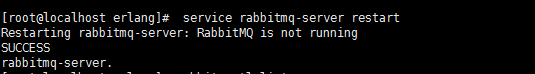 [root@localhost erlang]#  service rabbitmq-server restart
Restarting rabbitmq-server: RabbitMQ is not running
SUCCESS
rabbitmq-server.